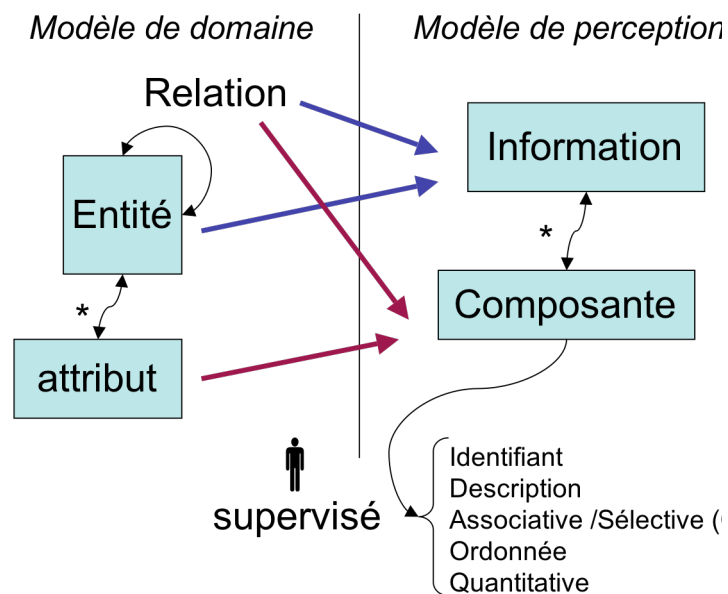 Modèle de domaine
Modèle de perception
Relation
Information
Entité
*
*
Composante
attribut
supervisé
Identifiant
Description
Associative /Sélective (
Ordonnée
Quantitative